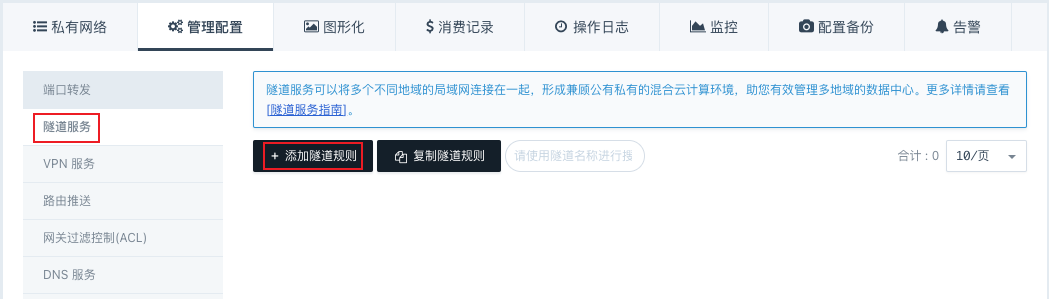 私有网络 管理配置 图形化 消费记录 操作日志 监控 配置备份 告警
端口转发
隧道服务
VPN 服务
路由推送
网关过滤控制(ACL)
DNS 服务
隧道服务可以将多个不同地域的局域网连接在一起，形成兼顾公有私有的混合云计算环境，助您有效管理多地域的数据中心。更多详情请查看
[隧道服务指南]。
+ 添加隧道规则 复制隧道规则 请使用隧道名称进行搜 合计 : 0 10/页